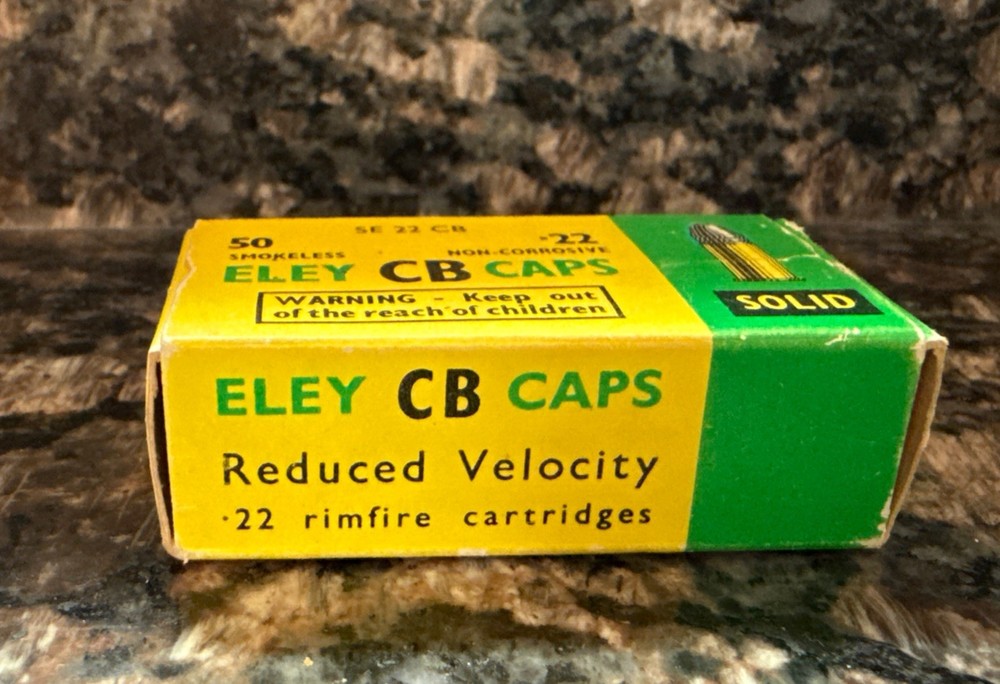 SE 22 CB
50 ·22
SMOKELESS NON-CORROSIVE
ELEY CB CAPS
WARNING - Keep out
of the reach of children
SOLID
ELEY CB CAPS
Reduced Velocity
·22 rimfire cartridges